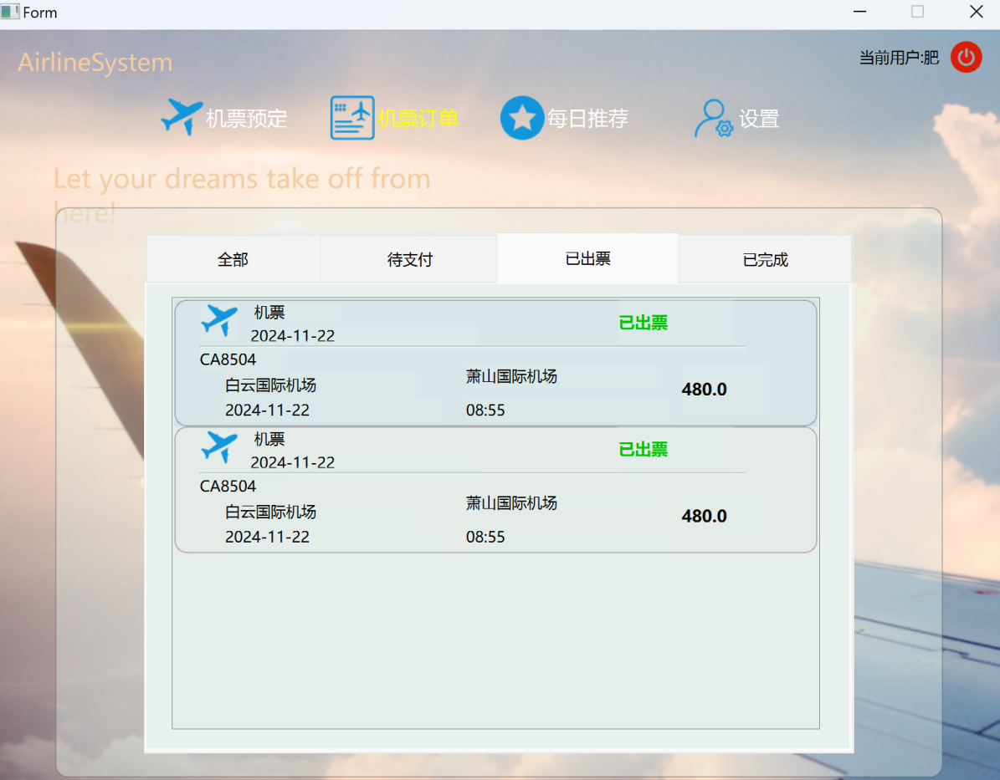 Form
当前用户:肥
AirlineSystem
机票预定
机票订单
每日推荐
设置
Let your dreams take off from
here!
全部
待支付
已出票
已完成
机票
2024-11-22
已出票
CA8504
白云国际机场
萧山国际机场
480.0
2024-11-22
08:55
机票
2024-11-22
已出票
CA8504
白云国际机场
萧山国际机场
480.0
2024-11-22
08:55